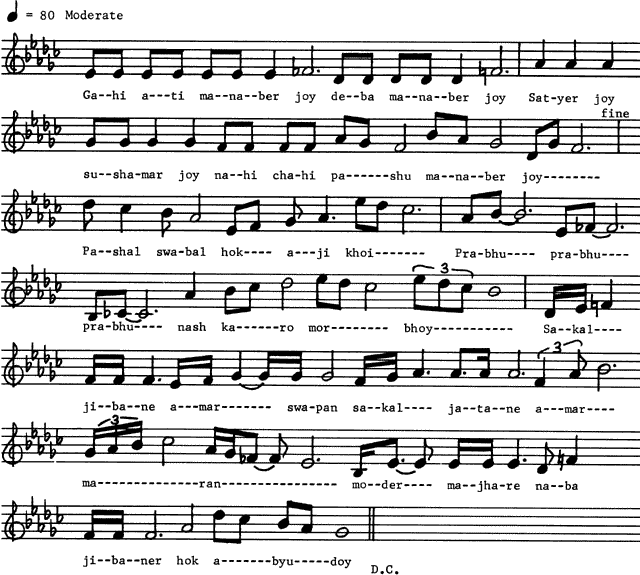 = 80 Moderate
Ga--hi a---ti ma--na--ber joy de--ba ma--na--ber joy Sat-yer joy
fine
su--sha-mar joy na--hi cha-hi pa------shu ma--na--ber joy--------
Pa--shal swa-bal hok---- a---ji khoi------- Pra-bhu---- pra-bhu----
pra-bhu---- nash ka------ro mor-------- bhoy----------- Sa--kal----
3
ji--ba--ne a--mar------- swa-pan sa--kal---- ja--ta--ne a--mar----
3
ma-------------ran--------------- mo--der---- ma--jha-re na--ba
3
ji--ba--ner hok a-------byu----doy
D.C.